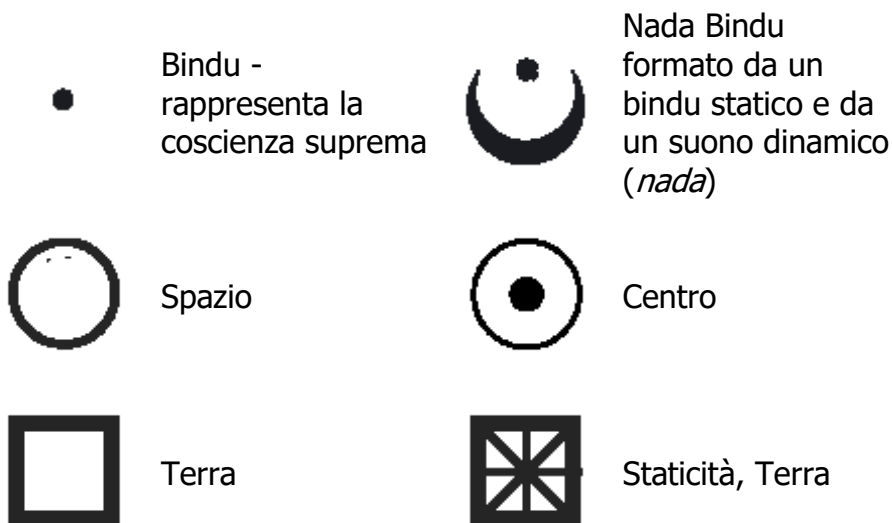 Bindu -
rappresenta la
coscienza suprema
Nada Bindu
formato da un
bindu statico e da
un suono dinamico
(nada)
Spazio
Centro
Terra
Staticità, Terra